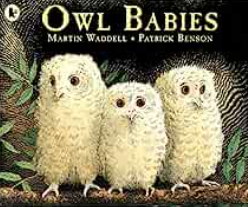 OWL BABIES
MARTIN WADDELL • PATRICK BENSON